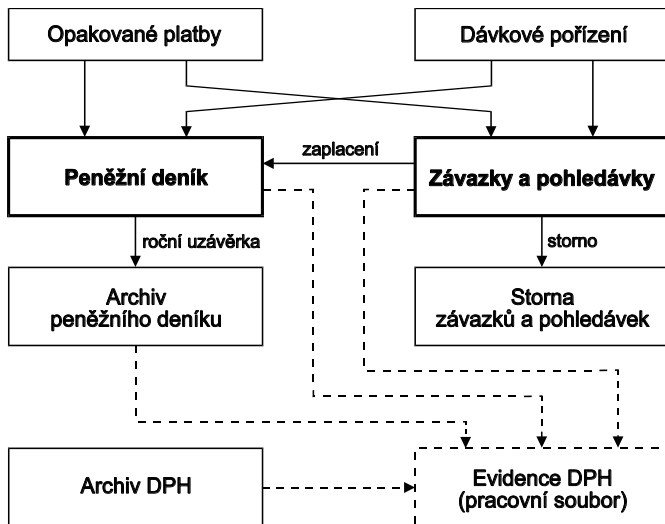 Opakované platby
Dávkové pořízení
zaplacení
Peněžní deník
Závazky a pohledávky
roční uzávěrka
storno
Archiv
peněžního deníku
Storna
závazků a pohledávek
Archiv DPH
Evidence DPH
(pracovní soubor)